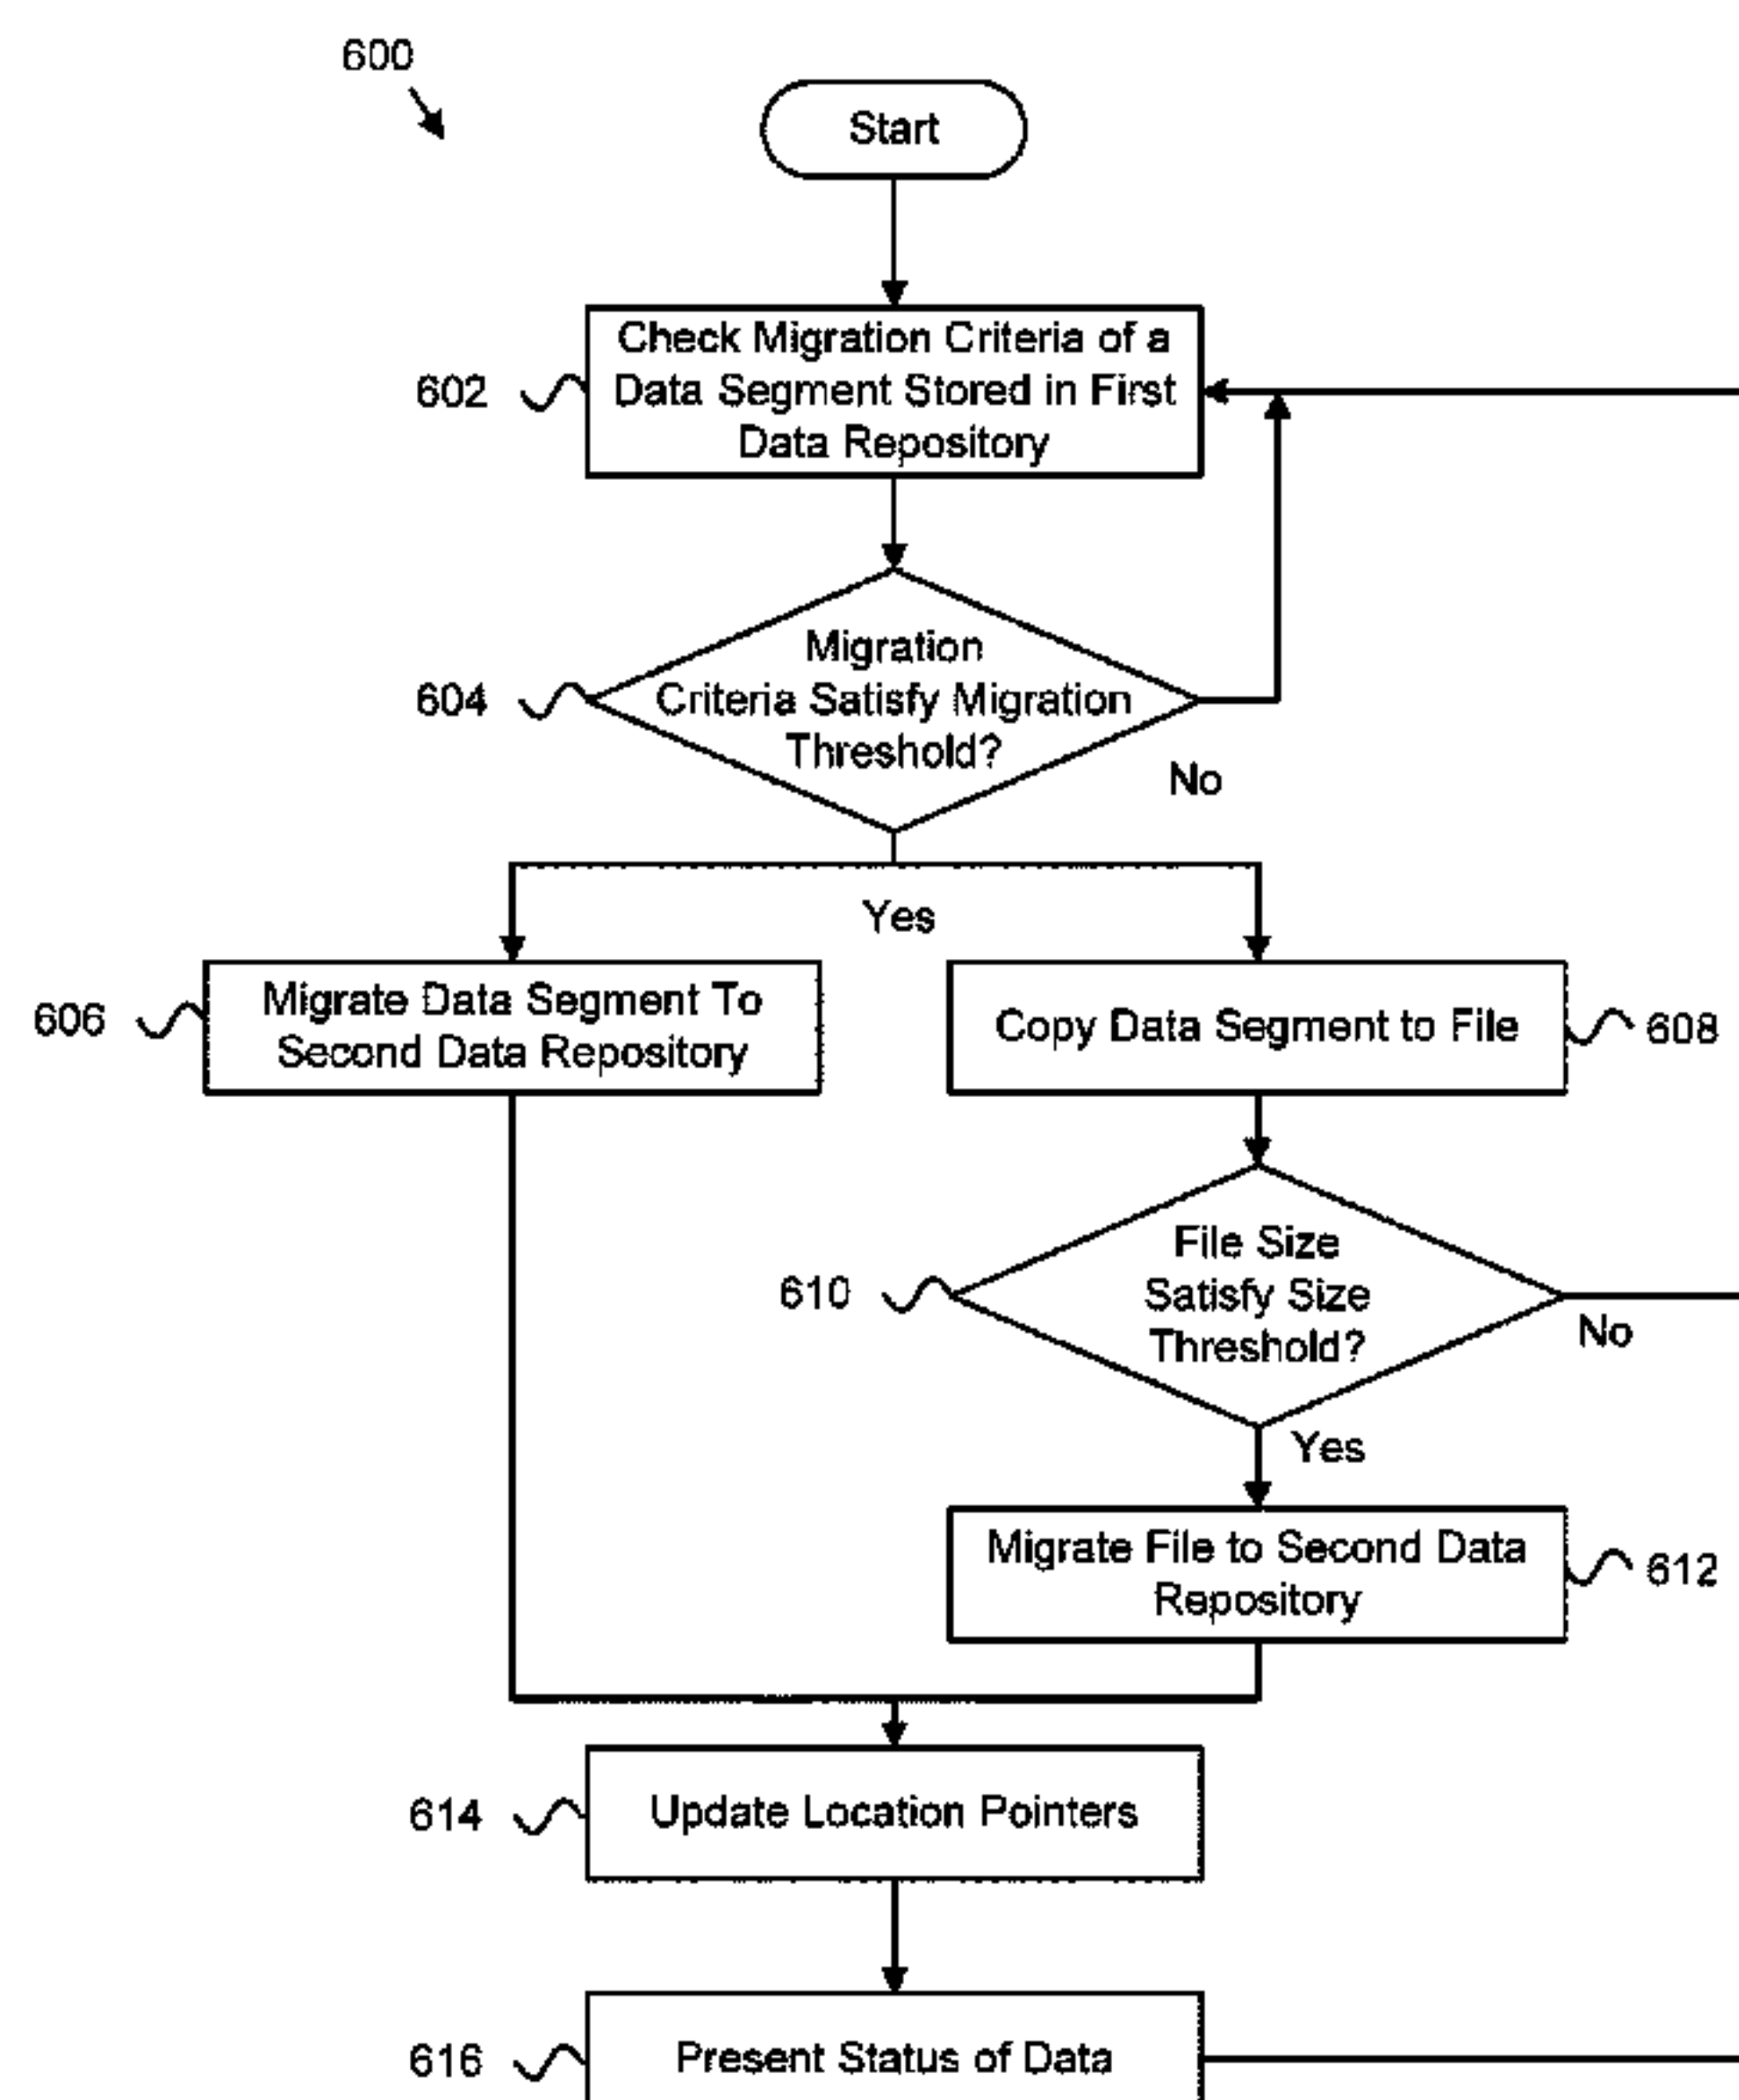 600
Start
602
Check Migration Criteria of a
Data Segment Stored in First
Data Repository
604
Migration
Criteria Satisfy Migration
Threshold?
No
Yes
606
Migrate Data Segment To
Second Data Repository
Copy Data Segment to File
608
610
File Size
Satisfy Size
Threshold?
No
Yes
Migrate File to Second Data
Repository
612
614
Update Location Pointers
616
Present Status of Data